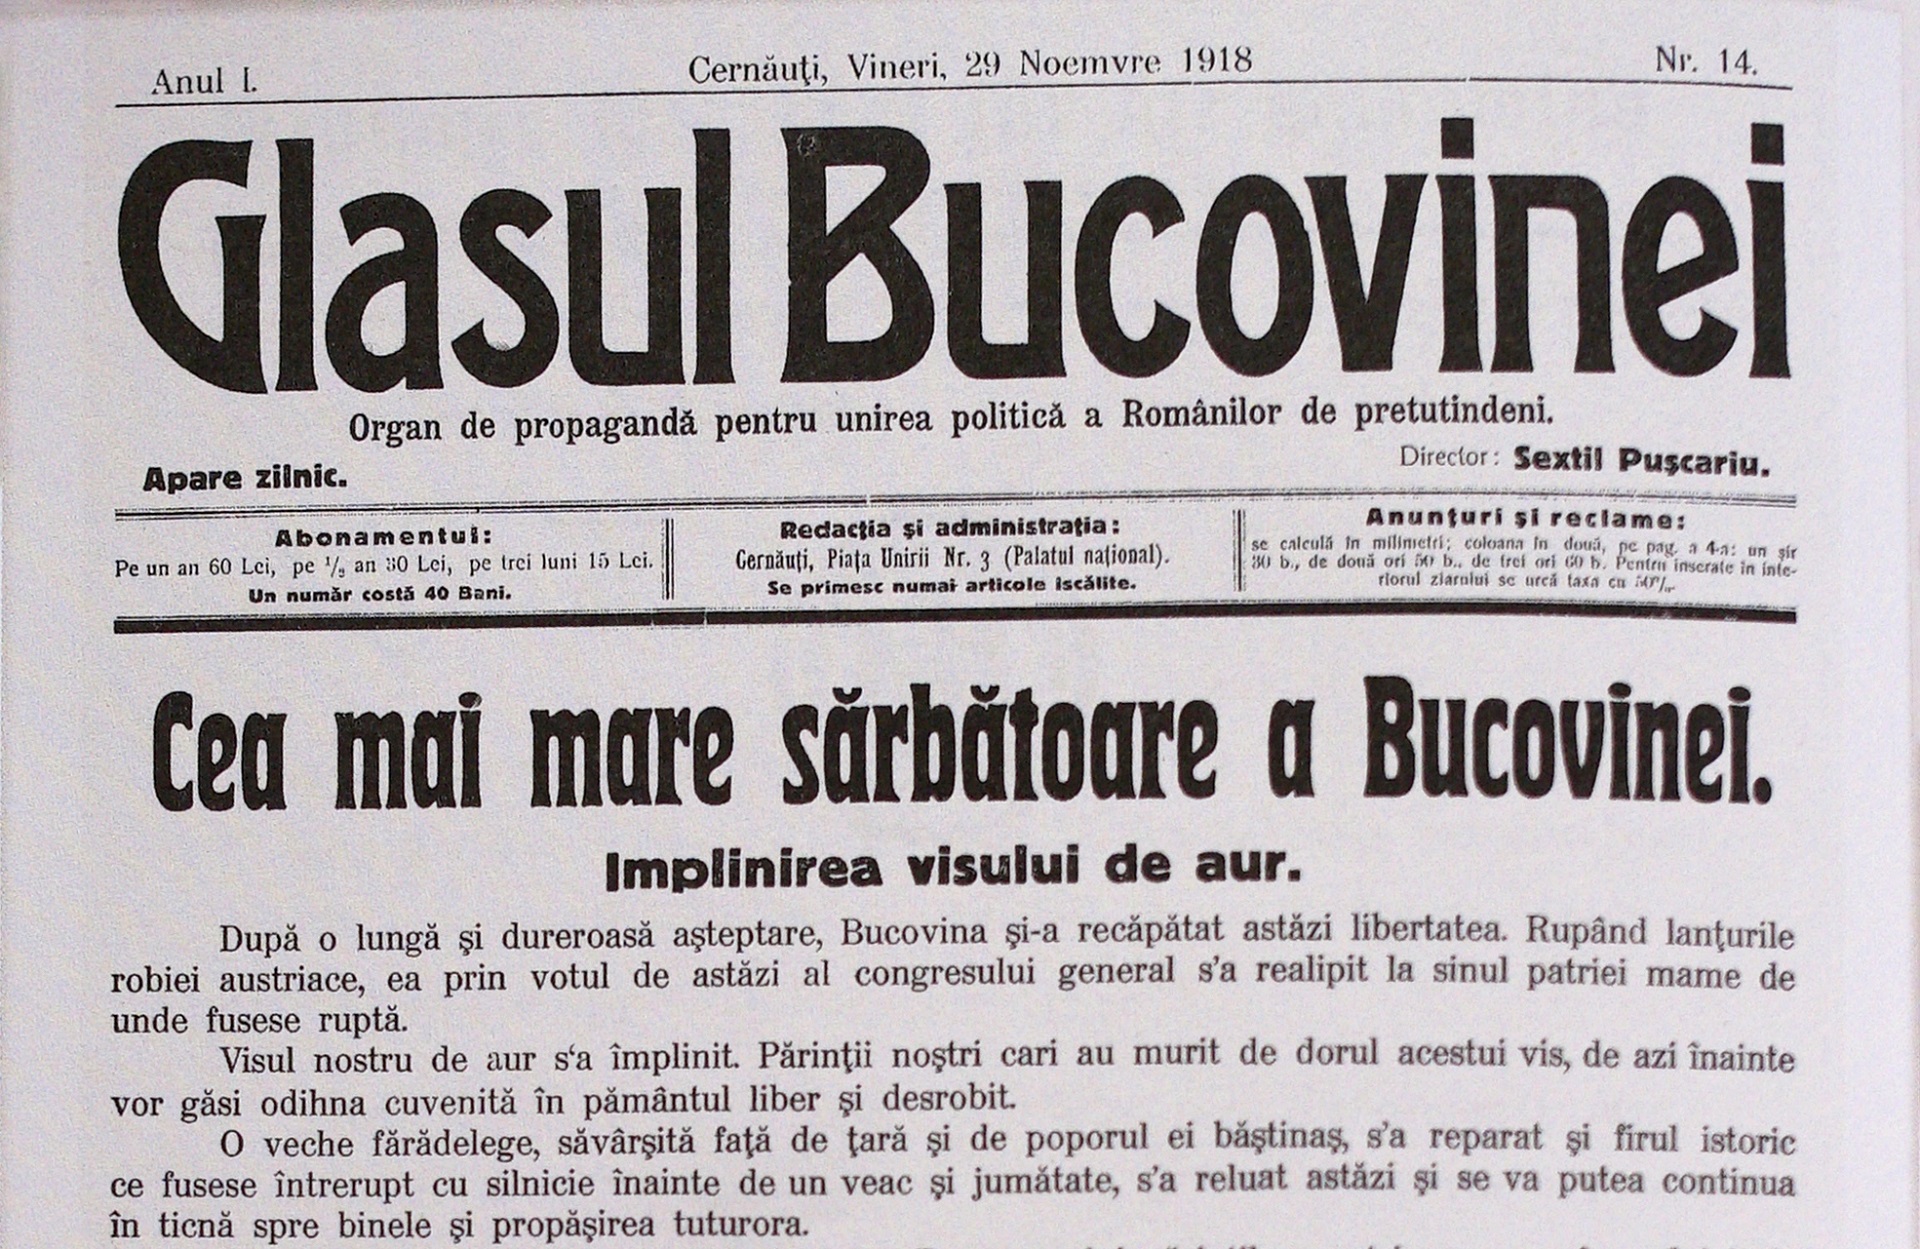 Anul I.
Cernăuţi, Vineri, 29 Noemvre 1918
Nr. 14.
Glasul Bucovinei
Organ de propagandă pentru unirea politică a Românilor de pretutindeni.
Apare zilnic.
Director: Sextil Puşcariu.
Abonamentul:
Pe un an 60 Lei, pe ½ an 30 Lei, pe trei luni 15 Lei.
Un număr costă 40 Bani.
Redacţia şi administraţia:
Cernăuţi, Piaţa Unirii Nr. 3 (Palatul naţional).
Se primesc numai articole iscălite.
Anunţuri şi reclame:
se calculă în milimetri; coloana în două, pe pag. a 4-a: un şir
30 b., de două ori 50 b., de trei ori 60 b. Pentru inserate în inte-
riorul ziarului se urcă taxa cu 50%
Cea mai mare sărbătoare a Bucovinei.
Implinirea visului de aur.
După o lungă şi dureroasă aşteptare, Bucovina şi-a recăpătat astăzi libertatea. Rupând lanţurile
robiei austriace, ea prin votul de astăzi al congresului general s'a realipit la sinul patriei mame de
unde fusese ruptă.
Visul nostru de aur s‘a împlinit. Părinţii noştri cari au murit de dorul acestui vis, de azi înainte
vor găsi odihna cuvenită în pământul liber şi desrobit.
O veche fărădelege, săvârşită faţă de ţară şi de poporul ei băştinaş, s'a reparat şi firul istoric
ce fusese întrerupt cu silnicie înainte de un veac şi jumătate, s'a reluat astăzi şi se va putea continua
în ticnă spre binele şi propăşirea tuturora.